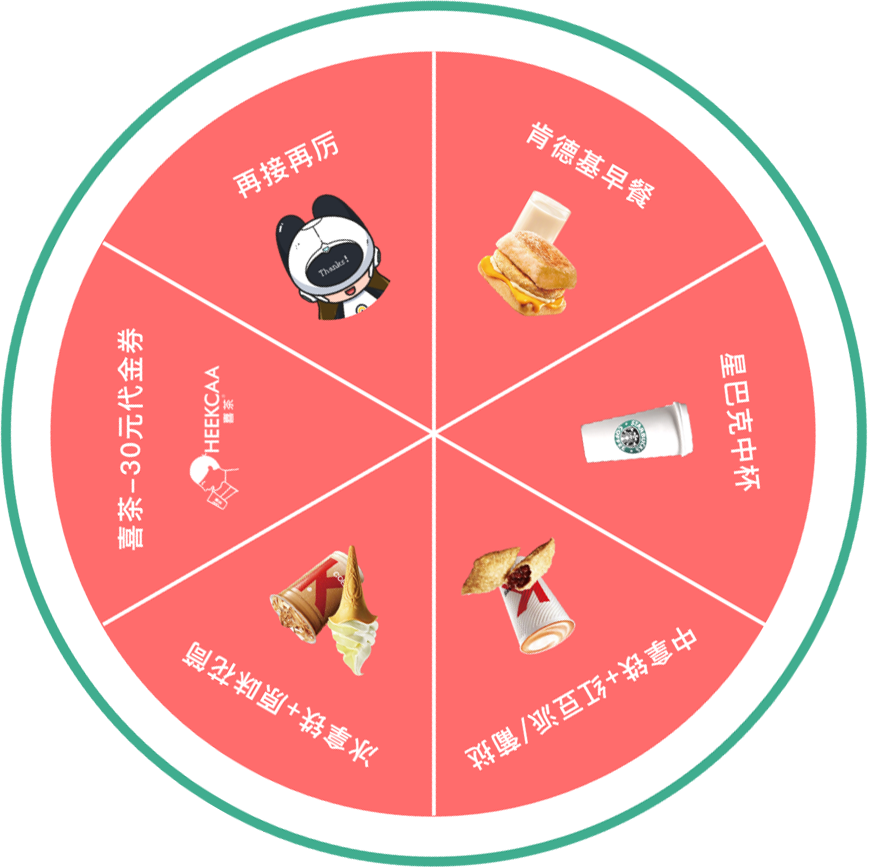 肯德基早餐
星巴克中杯
中拿铁+红豆派/葡挞
冰拿铁+原味花筒
喜茶-30元代金券
HEEKCAA
喜茶
再接再厉
Thanks!